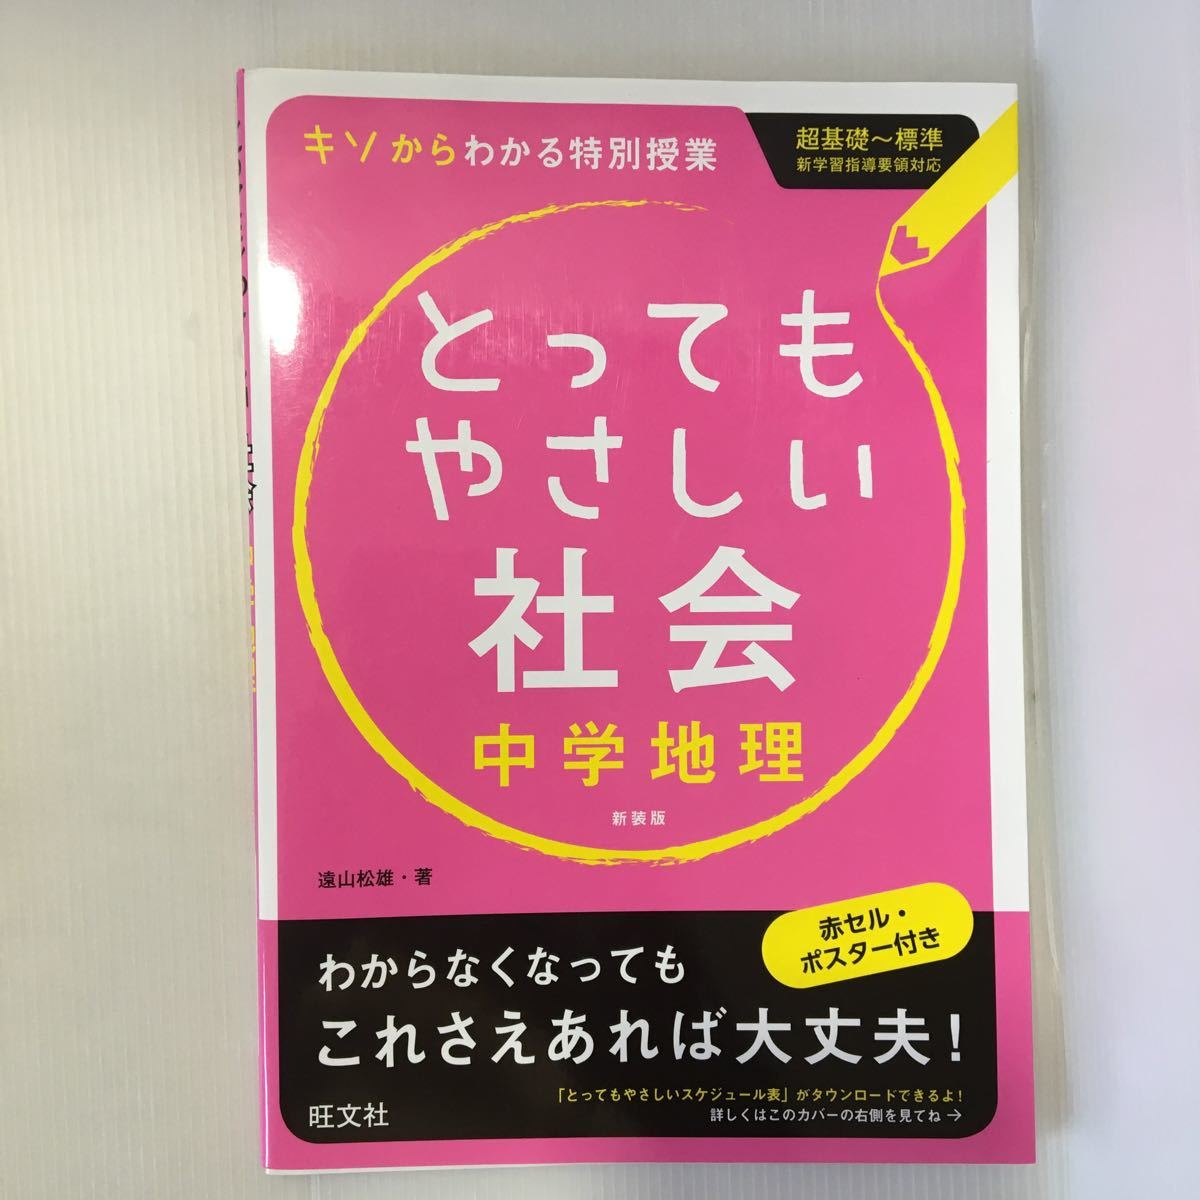 キソからわかる特別授業
超基礎～標準
新学習指導要領対応
とっても
やさしい
社会
中学地理
新装版
遠山松雄・著
赤セル・
ポスター付き
わからなくなっても
これさえあれば大丈夫!
「とってもやさしいスケジュール表」がダウンロードできるよ!
詳しくはこのカバーの右側を見てね→
旺文社